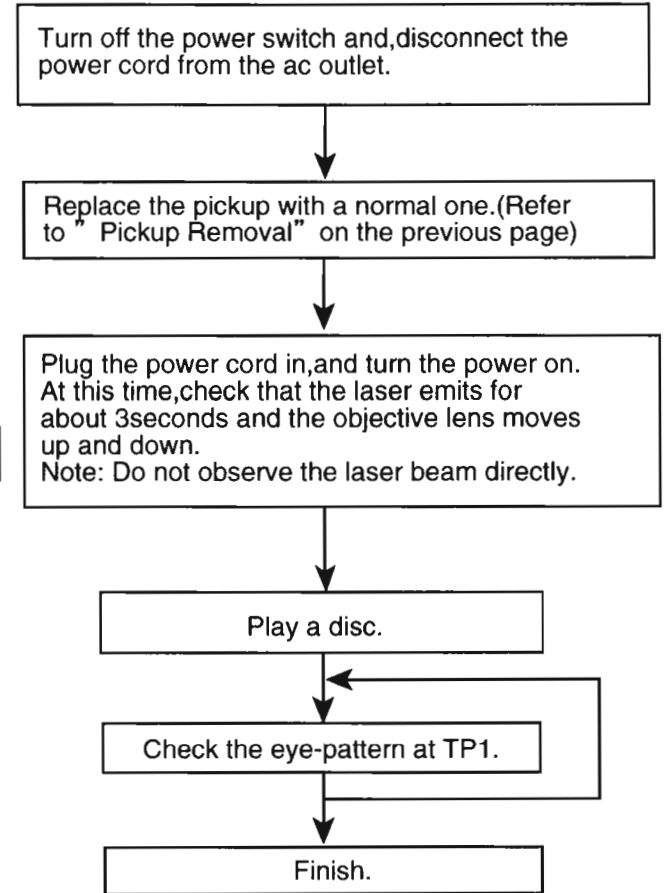 Turn off the power switch and,disconnect the
power cord from the ac outlet.
Replace the pickup with a normal one.(Refer
to " Pickup Removal" on the previous page)
Plug the power cord in,and turn the power on.
At this time,check that the laser emits for
about 3seconds and the objective lens moves
up and down.
Note: Do not observe the laser beam directly.
Play a disc.
Check the eye-pattern at TP1.
Finish.